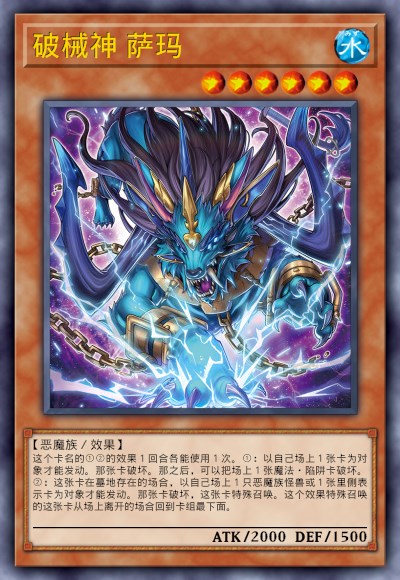 破械神 萨玛
水
【恶魔族／效果】
这个卡名的①②的效果１回合各能使用１次。①：以自己场上１张卡为对
象才能发动。那张卡破坏。那之后，可以把场上１张魔法·陷阱卡破坏。
②：这张卡在墓地存在的场合，以自己场上１只恶魔族怪兽或１张里侧表
示卡为对象才能发动。那张卡破坏，这张卡特殊召唤。这个效果特殊召唤
的这张卡从场上离开的场合回到卡组最下面。
ATK/2000 DEF/1500